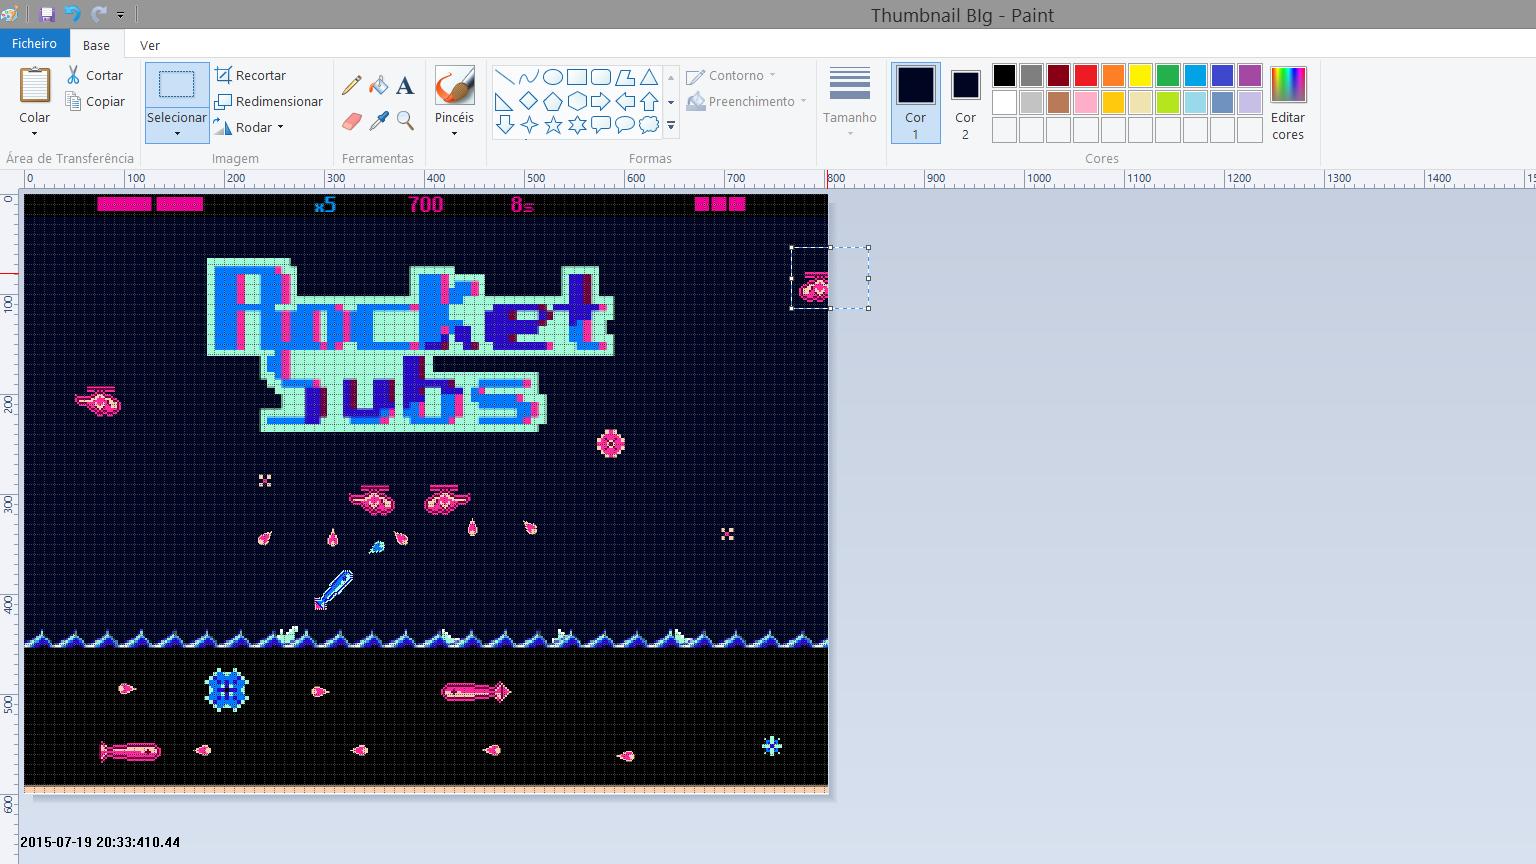 Thumbnail BIg - Paint
Ficheiro Base Ver
Colar
Cortar
Copiar
Área de Transferência
Selecionar
Recortar
Redimensionar
Rodar
Imagem
A
Ferramentas
Pincéis
Contorno
Preenchimento
Formas
Tamanho
Cor 1
Cor 2
Editar cores
Cores
0 100 200 300 400 500 600 700 800 900 1000 1100 1200 1300 1400 15
0
100
200
300
400
500
600
x5 700 8s
Rocket
Subs
2015-07-19 20:33:410.44